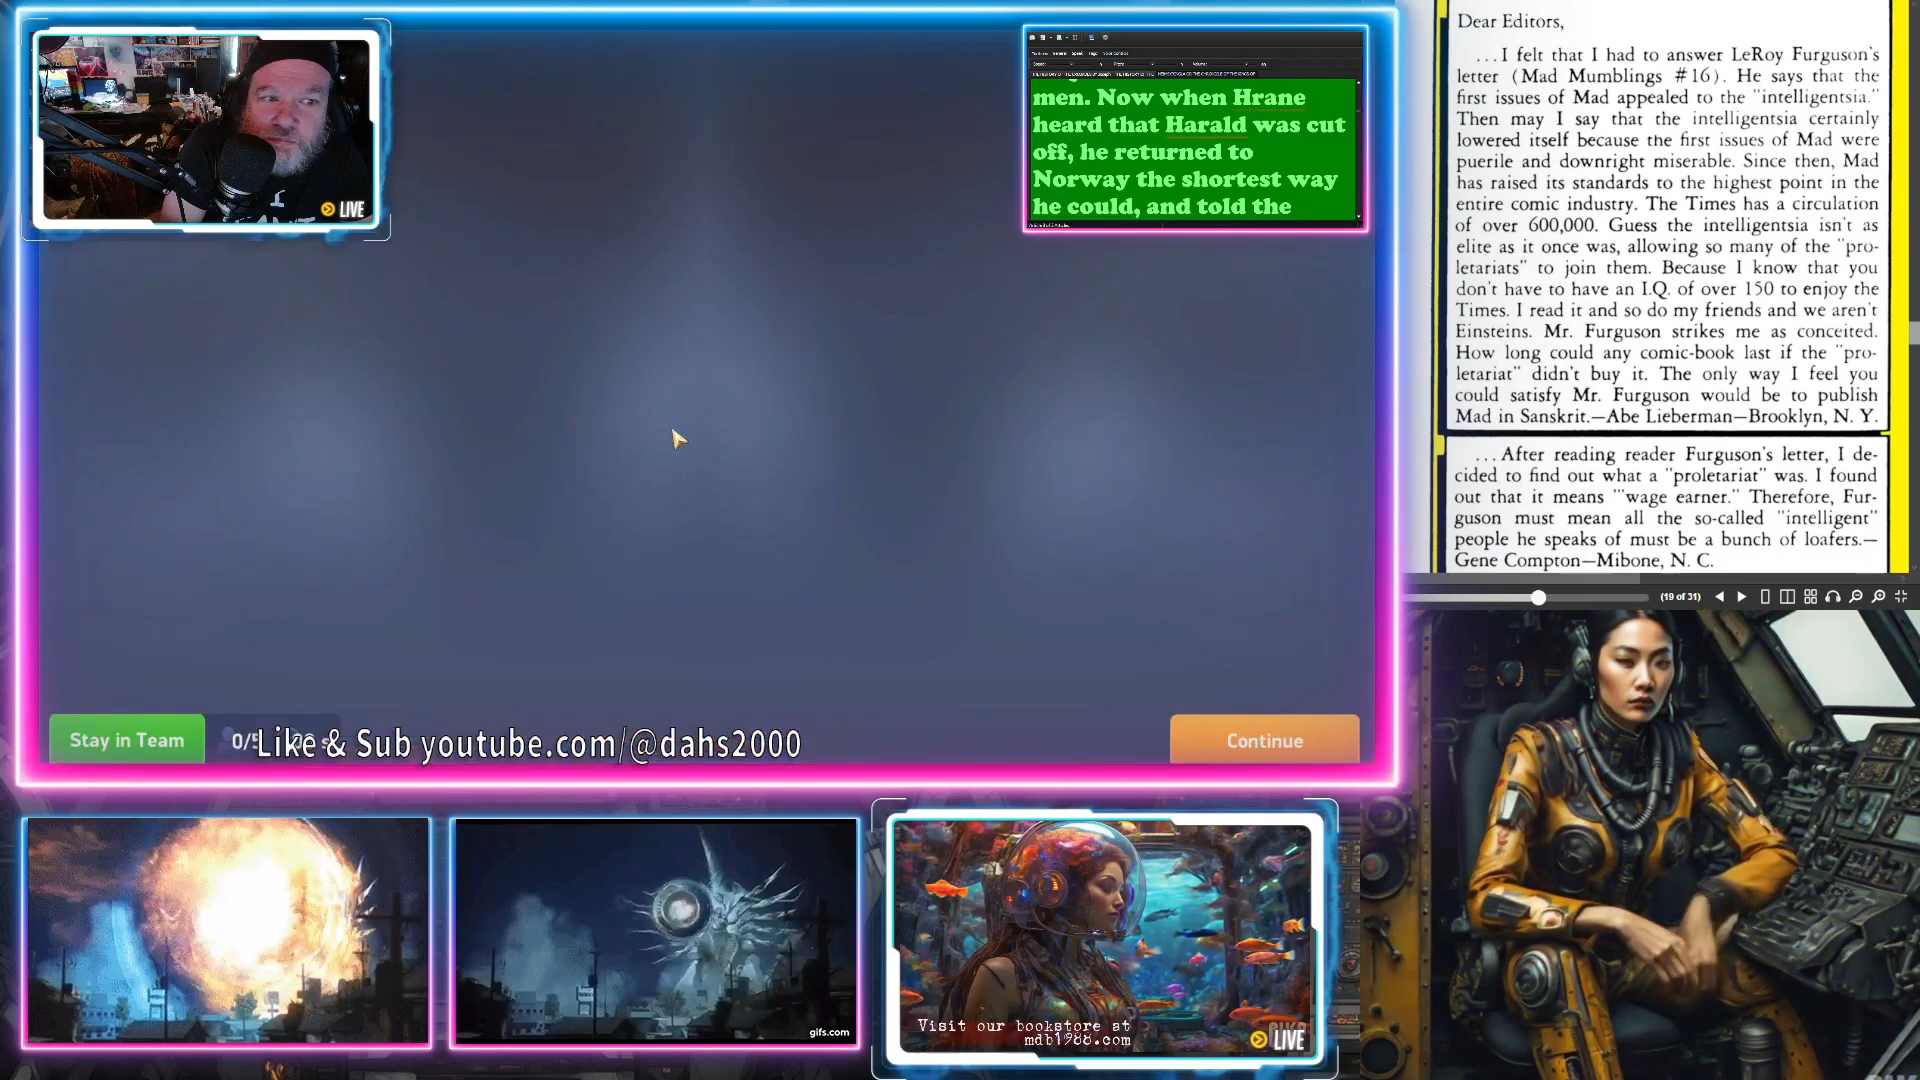 LIVE
men. Now when Hrane
heard that Harald was cut
off, he returned to
Norway the shortest way
he could, and told the
Stay in Team
0/5
Like & Sub youtube.com/@dahs2000
Continue
Dear Editors,
...I felt that I had to answer LeRoy Furguson's
letter (Mad Mumblings #16). He says that the
first issues of Mad appealed to the "intelligentsia."
Then may I say that the intelligentsia certainly
lowered itself because the first issues of Mad were
puerile and downright miserable. Since then, Mad
has raised its standards to the highest point in the
entire comic industry. The Times has a circulation
of over 600,000. Guess the intelligentsia isn't as
elite as it once was, allowing so many of the "pro-
letariats" to join them. Because I know that you
don't have to have an I.Q. of over 150 to enjoy the
Times. I read it and so do my friends and we aren't
Einsteins. Mr. Furguson strikes me as conceited.
How long could any comic-book last if the "pro-
letariat" didn't buy it. The only way I feel you
could satisfy Mr. Furguson would be to publish
Mad in Sanskrit.—Abe Lieberman—Brooklyn, N. Y.
...After reading reader Furguson's letter, I de-
cided to find out what a "proletariat" was. I found
out that it means "'wage earner." Therefore, Fur-
guson must mean all the so-called "intelligent"
people he speaks of must be a bunch of loafers.—
Gene Compton—Mibone, N. C.
(19 of 31)
gifs.com
Visit our bookstore at
mdb1988.com
LIVE